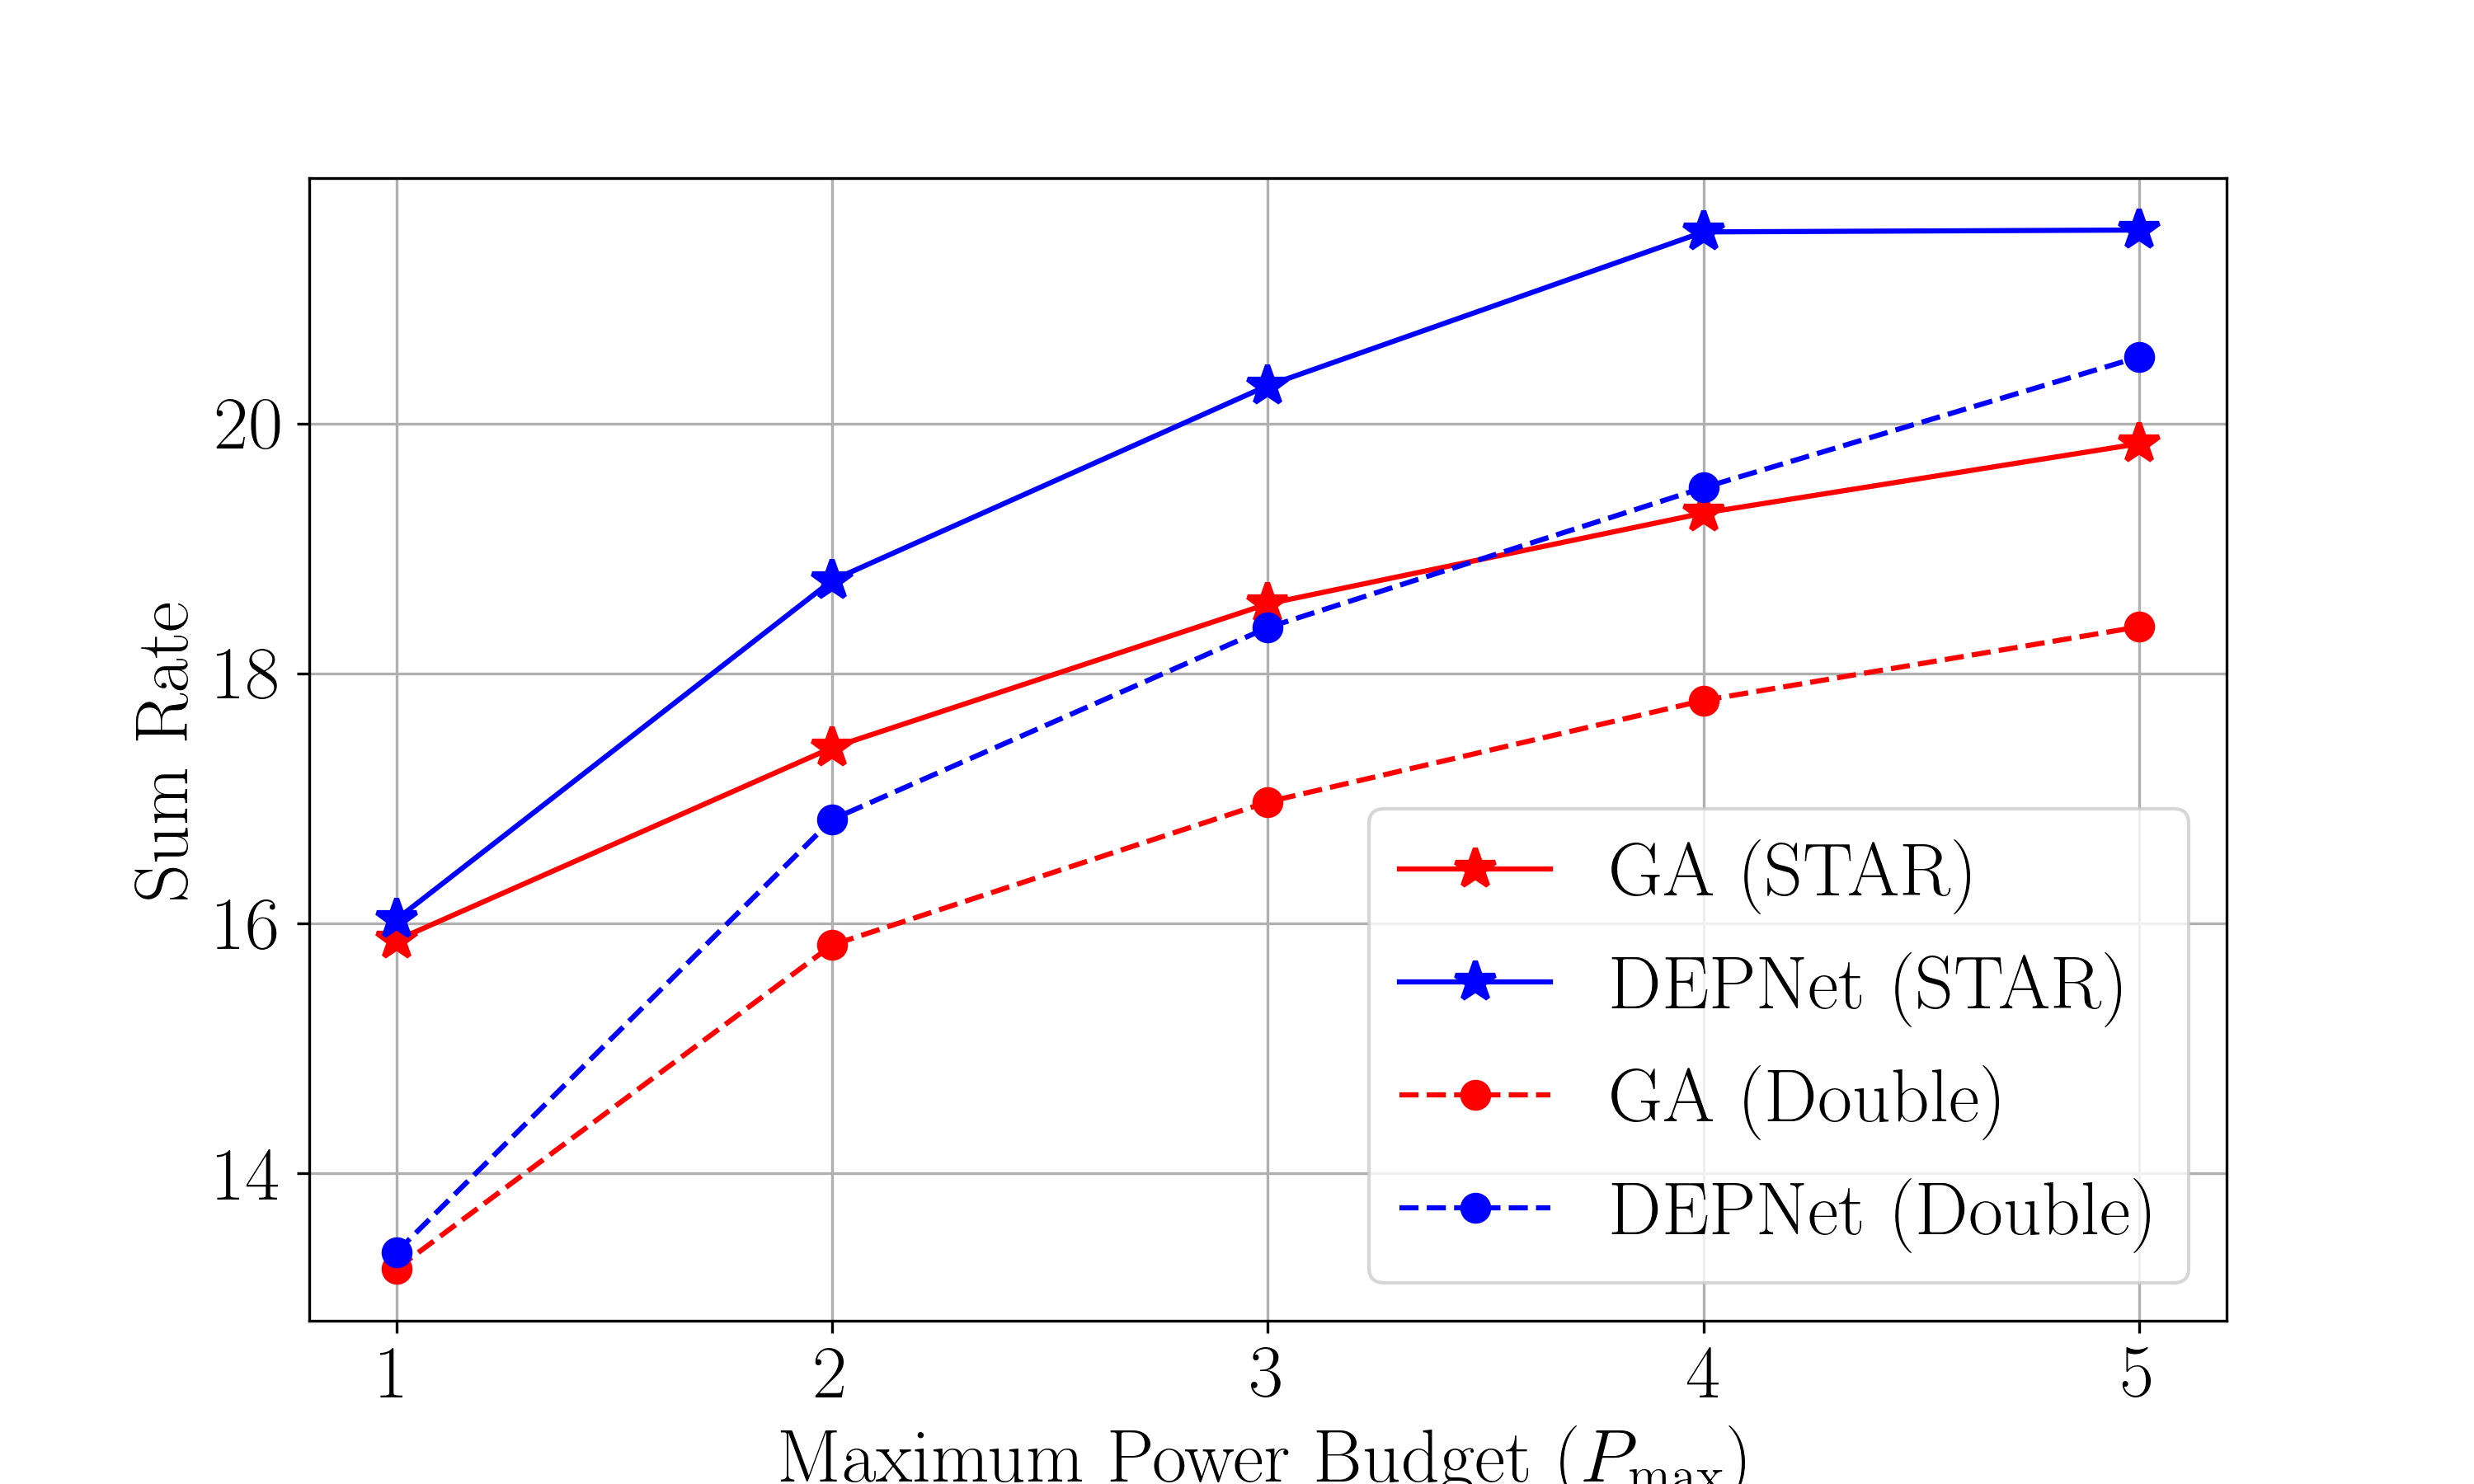 20
18
16
14
Sum Rate
GA (STAR)
DEPNet (STAR)
GA (Double)
DEPNet (Double)
1 2 3 4 5
Maximum Power Budget (P_max)